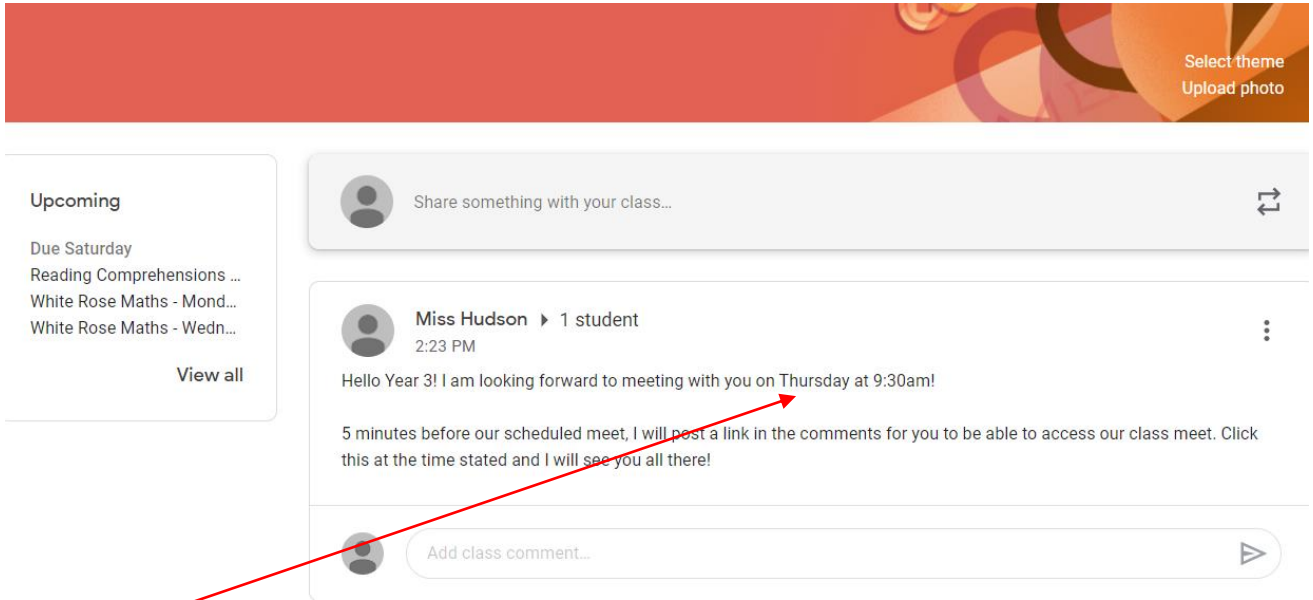 Select theme
Upload photo
Upcoming
Due Saturday
Reading Comprehensions ...
White Rose Maths - Mond...
White Rose Maths - Wedn...
View all
Share something with your class...
Miss Hudson ▸ 1 student
2:23 PM
Hello Year 3! I am looking forward to meeting with you on Thursday at 9:30am!
5 minutes before our scheduled meet, I will post a link in the comments for you to be able to access our class meet. Click
this at the time stated and I will see you all there!
Add class comment...